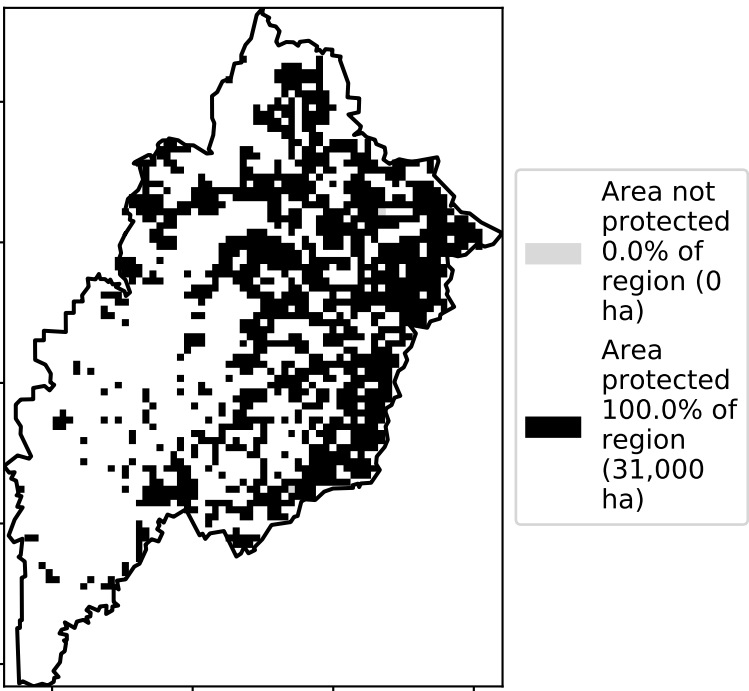 Area not
protected
0.0% of
region (0
ha)
Area
protected
100.0% of
region
(31,000
ha)